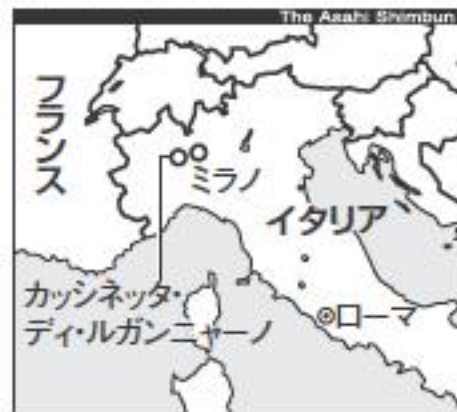 The Asahi Shimbun
フランス
ミラノ
イタリア
カッシネッタ・
ディ・ルガンニャーノ
ローマ